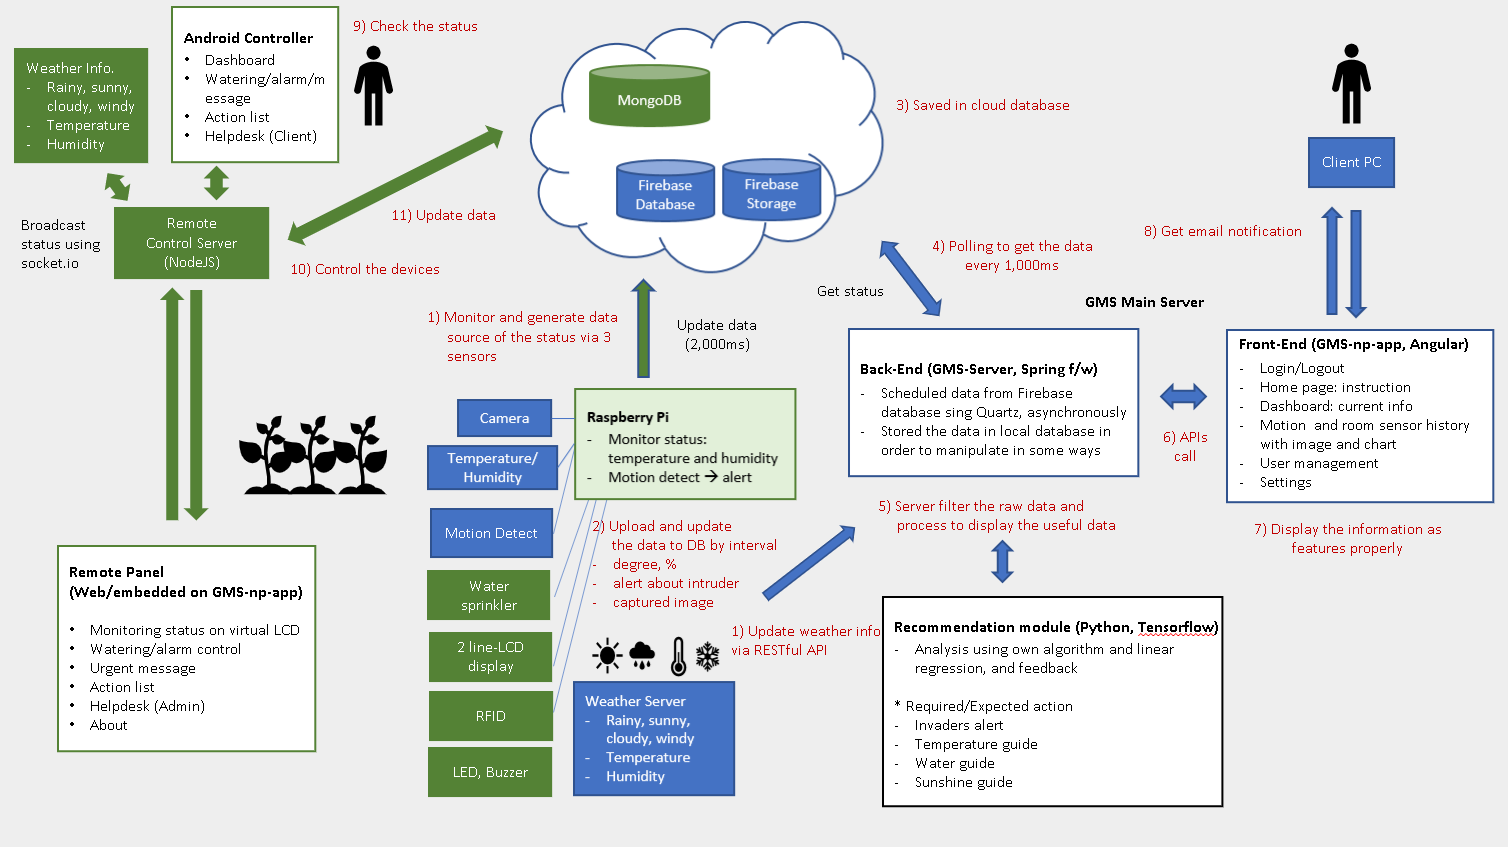 Weather Info.
- Rainy, sunny,
cloudy, windy
- Temperature
- Humidity
Android Controller
• Dashboard
• Watering/alarm/m
essage
• Action list
• Helpdesk (Client)
9) Check the status
MongoDB
Firebase
Database
Firebase
Storage
3) Saved in cloud database
Client PC
Broadcast
status using
socket.io
Remote
Control Server
(NodeJS)
11) Update data
10) Control the devices
4) Polling to get the data
every 1,000ms
8) Get email notification
Get status
GMS Main Server
1) Monitor and generate data
source of the status via 3
sensors
Update data
(2,000ms)
Back-End (GMS-Server, Spring f/w)
- Scheduled data from Firebase
database sing Quartz, asynchronously
- Stored the data in local database in
order to manipulate in some ways
6) APIs
call
Front-End (GMS-np-app, Angular)
- Login/Logout
- Home page: instruction
- Dashboard: current info
- Motion and room sensor history
with image and chart
- User management
- Settings
Camera
Temperature/
Humidity
Motion Detect
Water
sprinkler
2 line-LCD
display
RFID
LED, Buzzer
Raspberry Pi
- Monitor status:
temperature and humidity
- Motion detect → alert
2) Upload and update
the data to DB by interval
- degree, %
- alert about intruder
- captured image
5) Server filter the raw data and
process to display the useful data
7) Display the information as
features properly
Remote Panel
(Web/embedded on GMS-np-app)
• Monitoring status on virtual LCD
• Watering/alarm control
• Urgent message
• Action list
• Helpdesk (Admin)
• About
1) Update weather info
via RESTful API
Weather Server
- Rainy, sunny,
cloudy, windy
- Temperature
- Humidity
Recommendation module (Python, Tensorflow)
- Analysis using own algorithm and linear
regression, and feedback
* Required/Expected action
- Invaders alert
- Temperature guide
- Water guide
- Sunshine guide